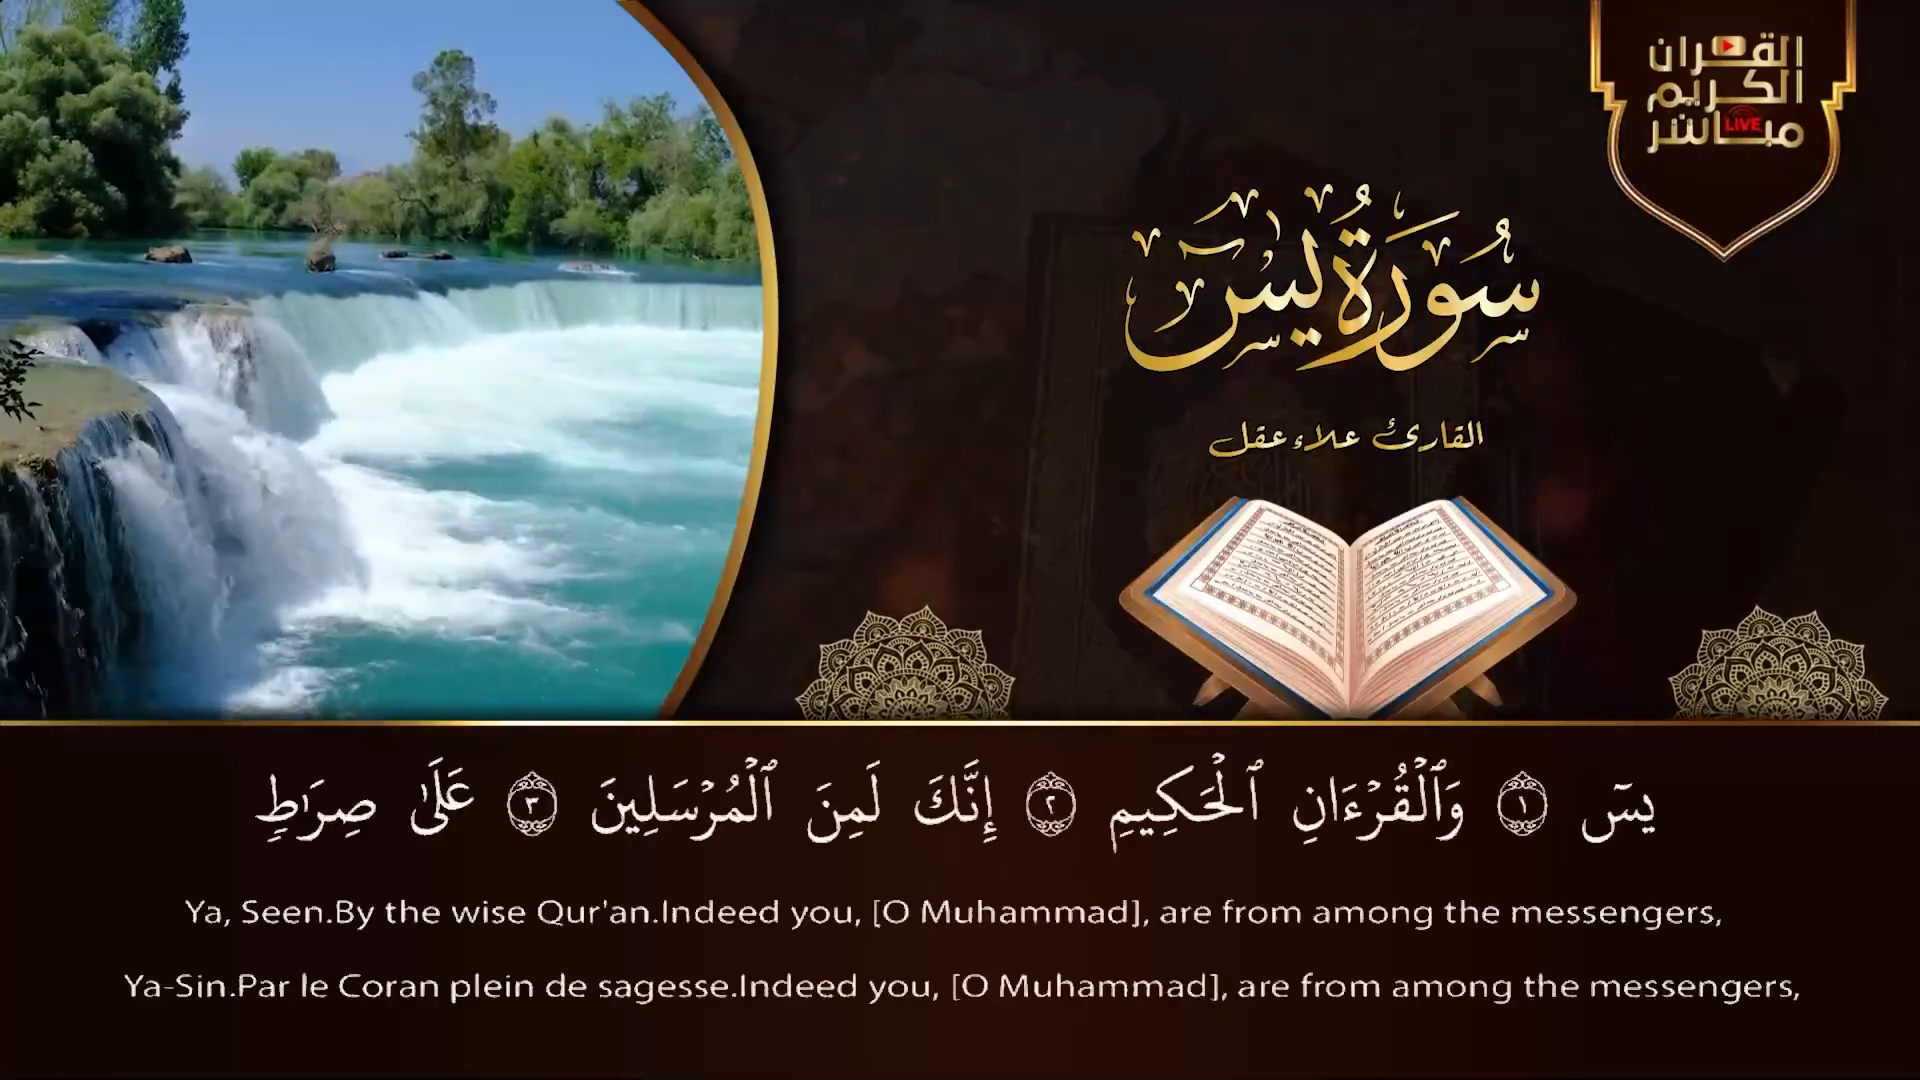 القرآن
الكريم
مباشر
LIVE
سُورَةُ يس
القارئ علاء عقل
يسٓ ۝١ وَٱلْقُرْءَانِ ٱلْحَكِيمِ ۝٢ إِنَّكَ لَمِنَ ٱلْمُرْسَلِينَ ۝٣ عَلَىٰ صِرَٰطٍ
Ya, Seen.By the wise Qur'an.Indeed you, [O Muhammad], are from among the messengers,
Ya-Sin.Par le Coran plein de sagesse.Indeed you, [O Muhammad], are from among the messengers,